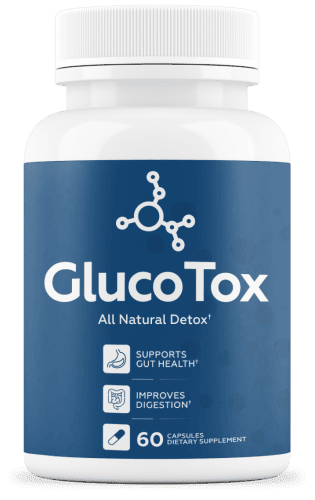 GlucoTox
All Natural Detox†
SUPPORTS
GUT HEALTH†
IMPROVES
DIGESTION†
60 CAPSULES
DIETARY SUPPLEMENT